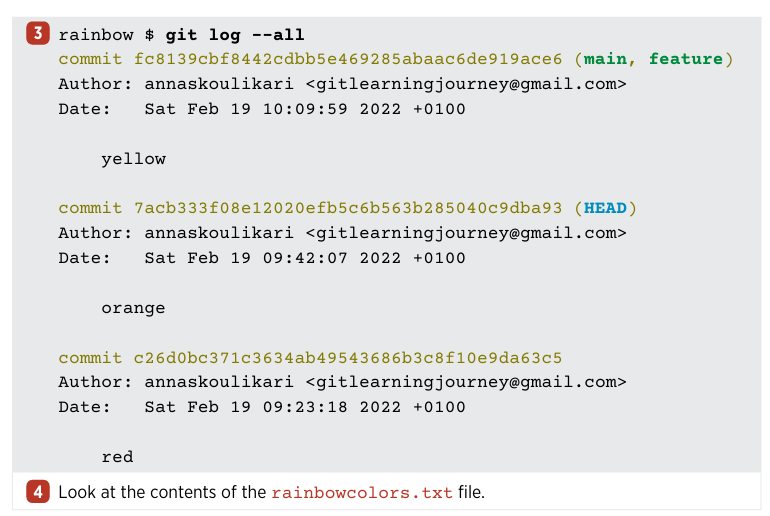 3 rainbow $ git log --all
commit fc8139cbf8442cdbb5e469285abaac6de919ace6 (main, feature)
Author: annaskoulikari <gitlearningjourney@gmail.com>
Date:   Sat Feb 19 10:09:59 2022 +0100
yellow
commit 7acb333f08e12020efb5c6b563b285040c9dba93 (HEAD)
Author: annaskoulikari <gitlearningjourney@gmail.com>
Date:   Sat Feb 19 09:42:07 2022 +0100
orange
commit c26d0bc371c3634ab49543686b3c8f10e9da63c5
Author: annaskoulikari <gitlearningjourney@gmail.com>
Date:   Sat Feb 19 09:23:18 2022 +0100
red
4 Look at the contents of the rainbowcolors.txt file.